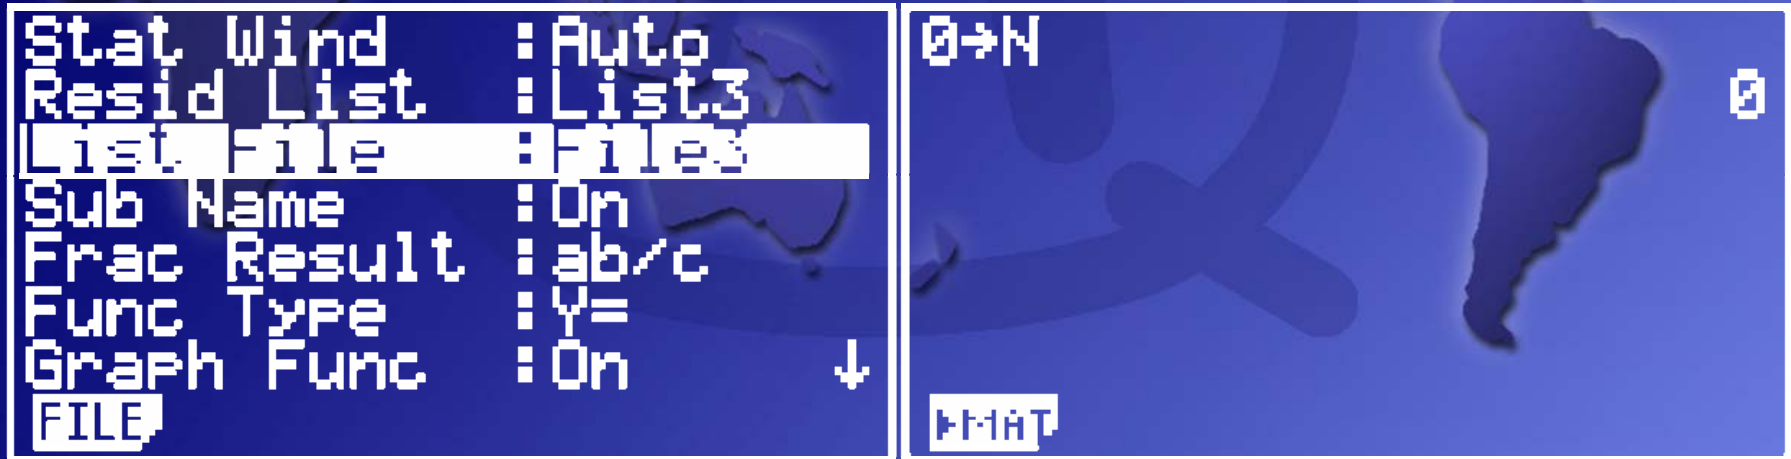 Stat Wind :Auto
Resid List :List3
List File :File3
Sub Name :On
Frac Result :ab/c
Func Type :Y=
Graph Func :On ↓
FILE
0→N
0
▶MAT